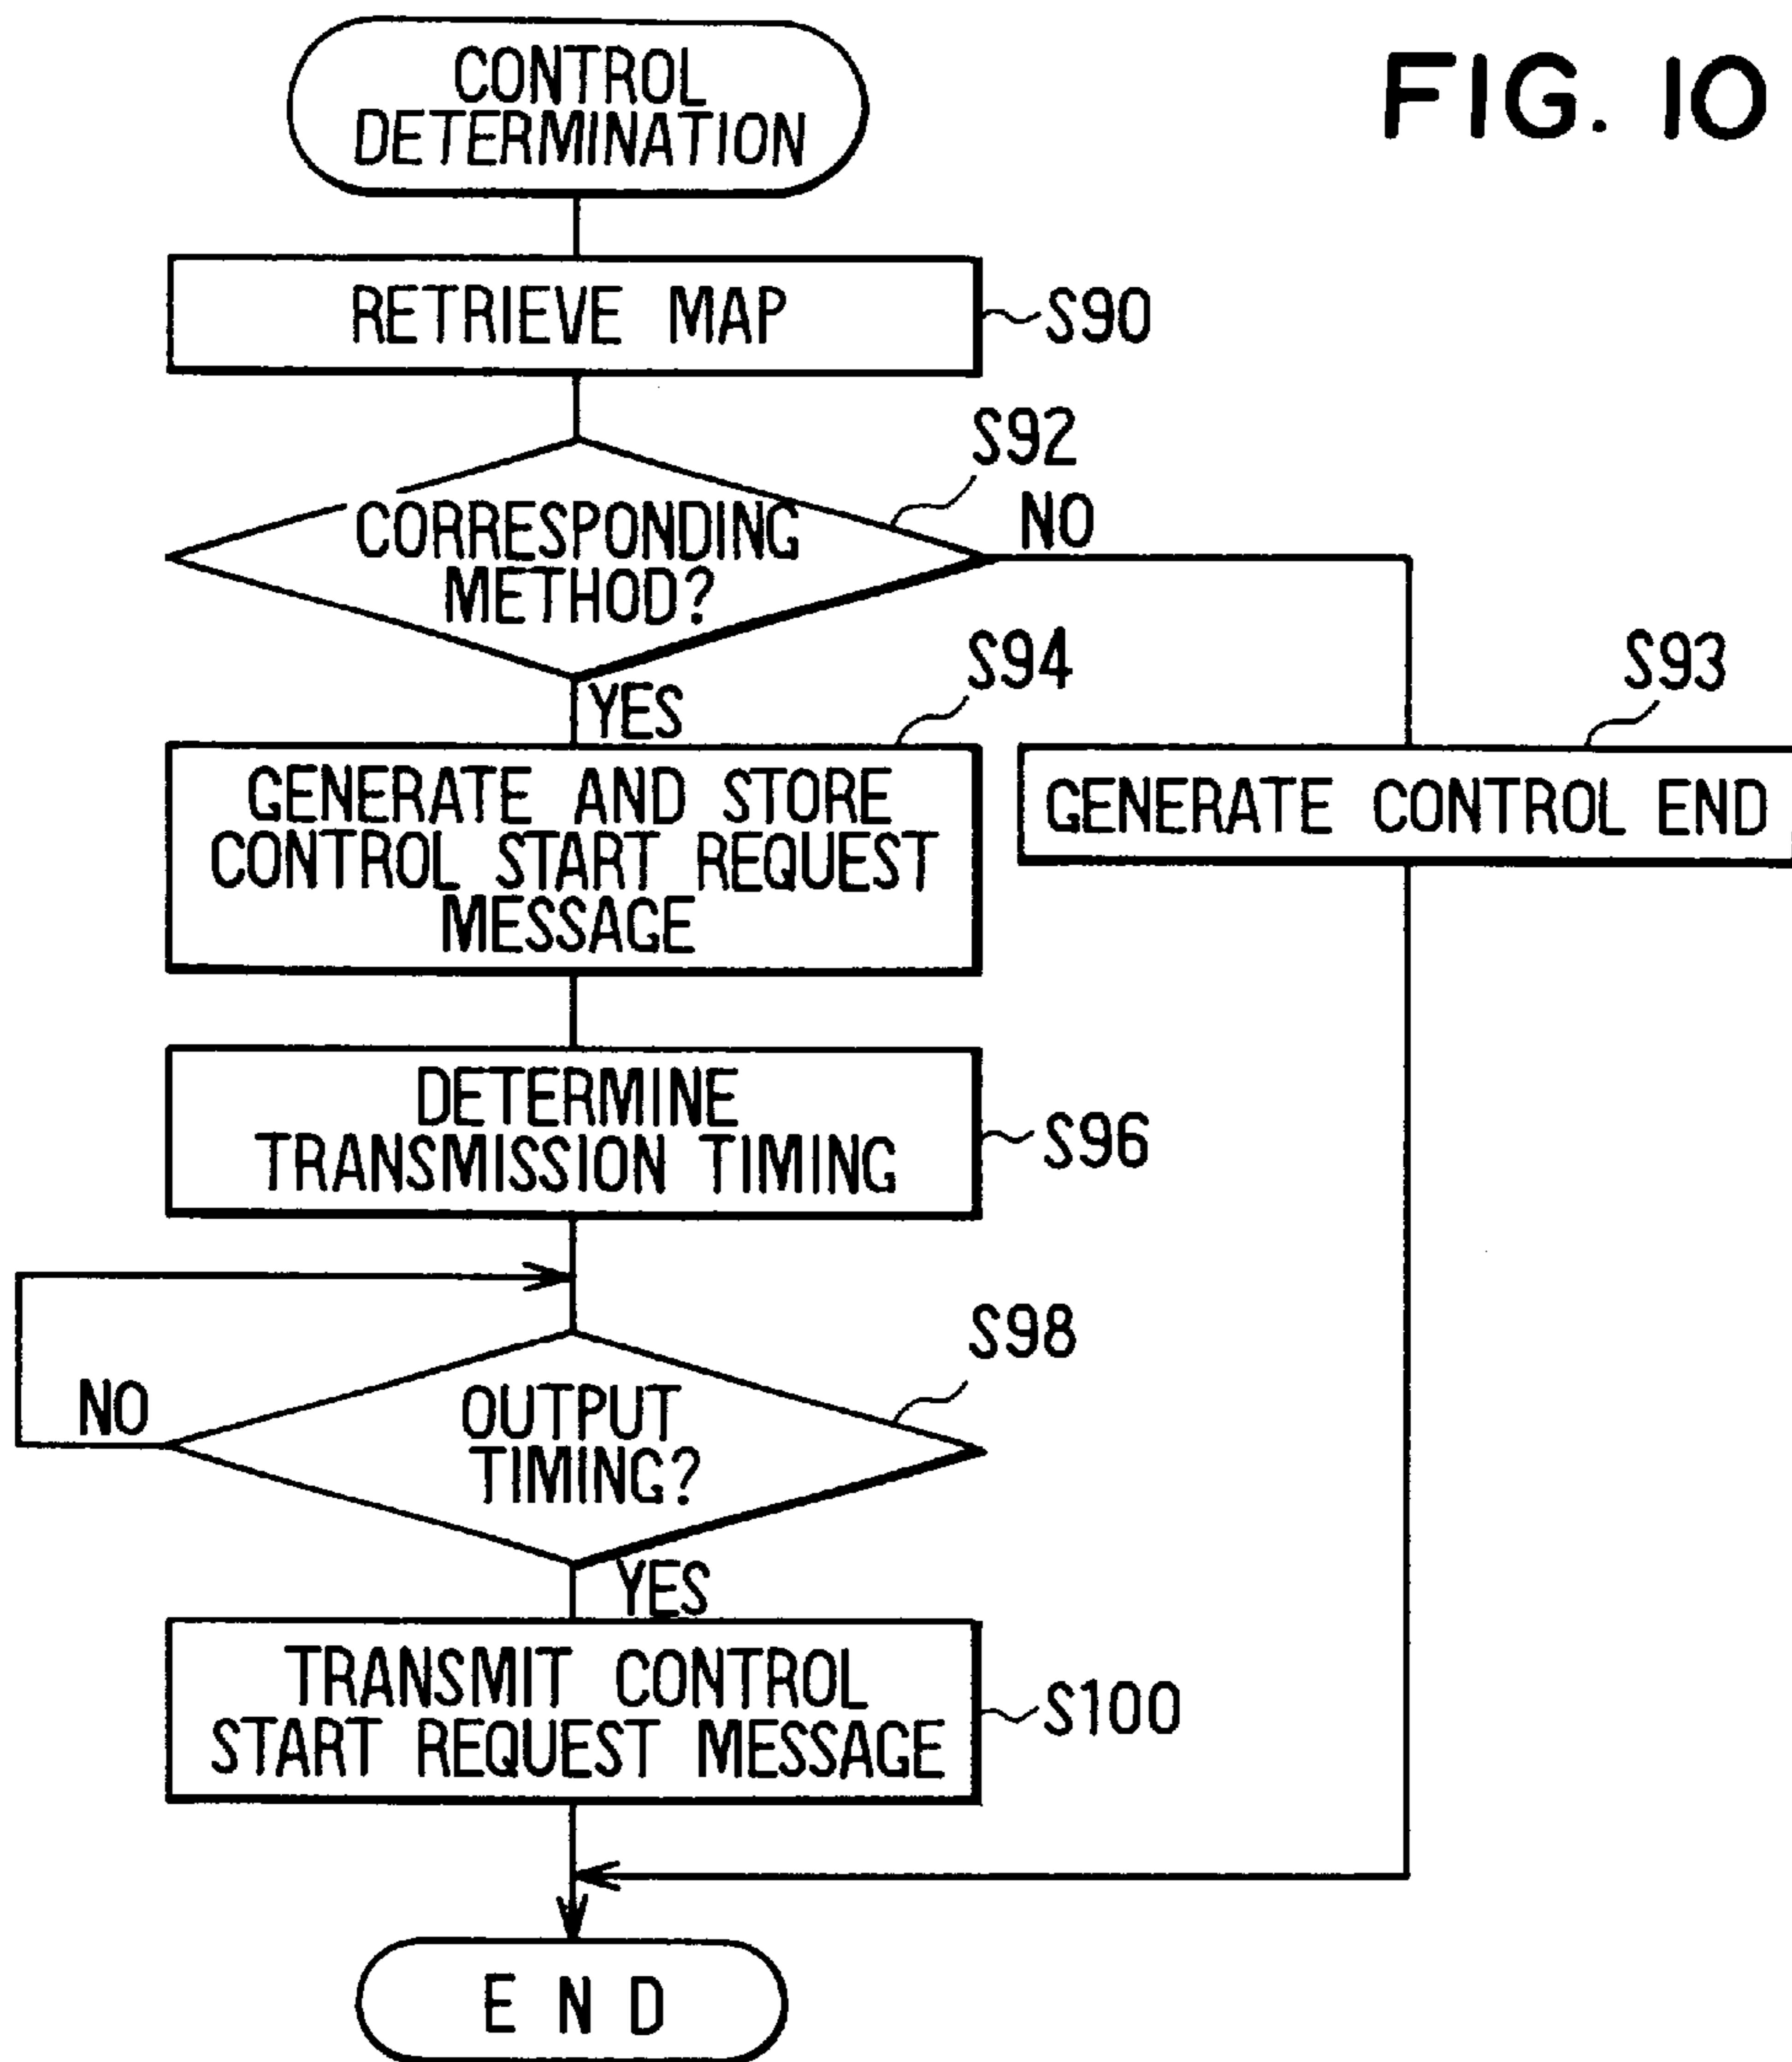 FIG. 10
CONTROL
DETERMINATION
RETRIEVE MAP
S90
S92
CORRESPONDING
METHOD?
NO
YES
S94
GENERATE AND STORE
CONTROL START REQUEST
MESSAGE
S93
GENERATE CONTROL END
DETERMINE
TRANSMISSION TIMING
S96
S98
NO
OUTPUT
TIMING?
YES
TRANSMIT CONTROL
START REQUEST MESSAGE
S100
END